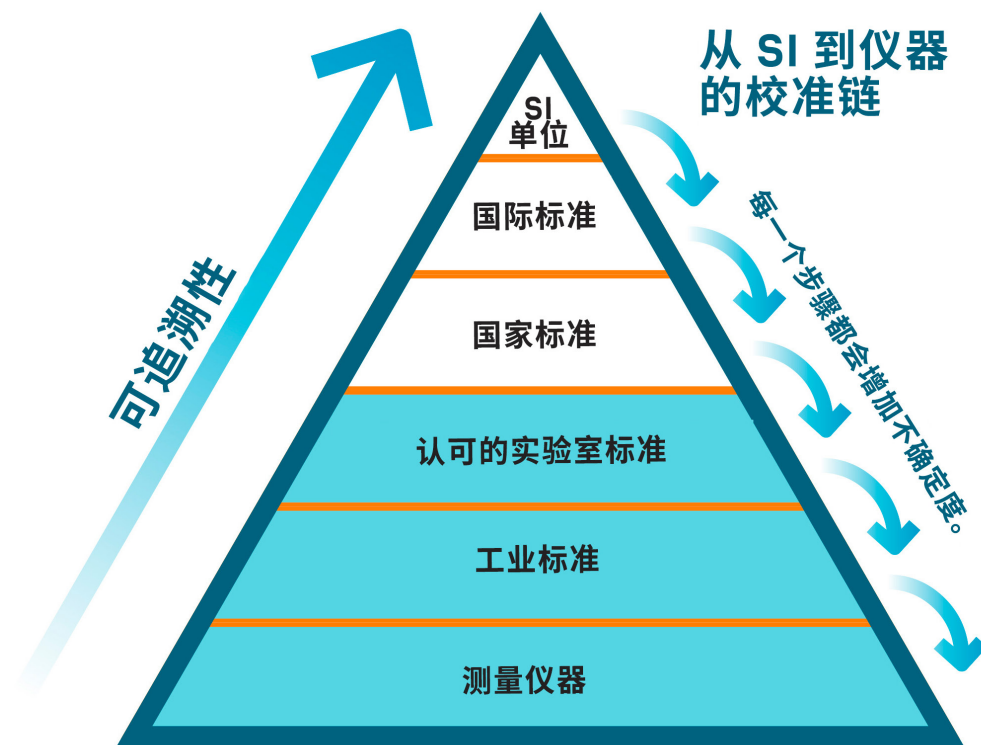 从 SI 到仪器
的校准链
SI
单位
国际标准
国家标准
认可的实验室标准
工业标准
测量仪器
可追溯性
每一个步骤都会增加不确定度。